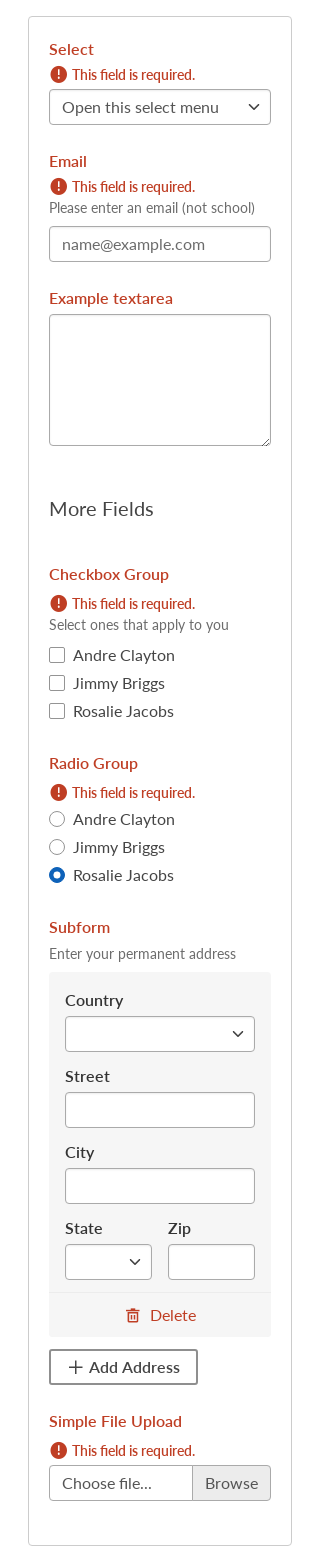 Select
This field is required.
Open this select menu
Email
This field is required.
Please enter an email (not school)
name@example.com
Example textarea
More Fields
Checkbox Group
This field is required.
Select ones that apply to you
Andre Clayton
Jimmy Briggs
Rosalie Jacobs
Radio Group
This field is required.
Andre Clayton
Jimmy Briggs
Rosalie Jacobs
Subform
Enter your permanent address
Country
Street
City
State Zip
Delete
Add Address
Simple File Upload
This field is required.
Choose file... Browse